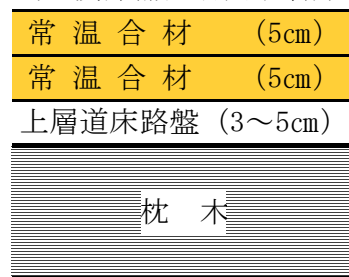 常 温 合 材 (5cm)
常 温 合 材 (5cm)
上層道床路盤 (3～5cm)
枕 木